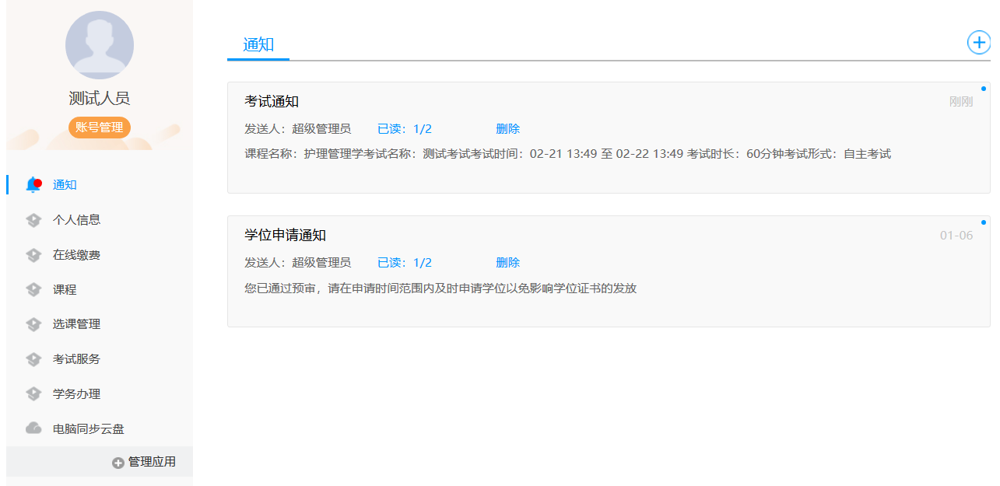 测试人员
账号管理
通知
个人信息
在线缴费
课程
选课管理
考试服务
学务办理
电脑同步云盘
管理应用
通知
考试通知
刚刚
发送人：超级管理员 已读：1/2 删除
课程名称：护理管理学考试名称：测试考试考试时间：02-21 13:49 至 02-22 13:49 考试时长：60分钟考试形式：自主考试
学位申请通知
01-06
发送人：超级管理员 已读：1/2 删除
您已通过预审，请在申请时间范围内及时申请学位以免影响学位证书的发放